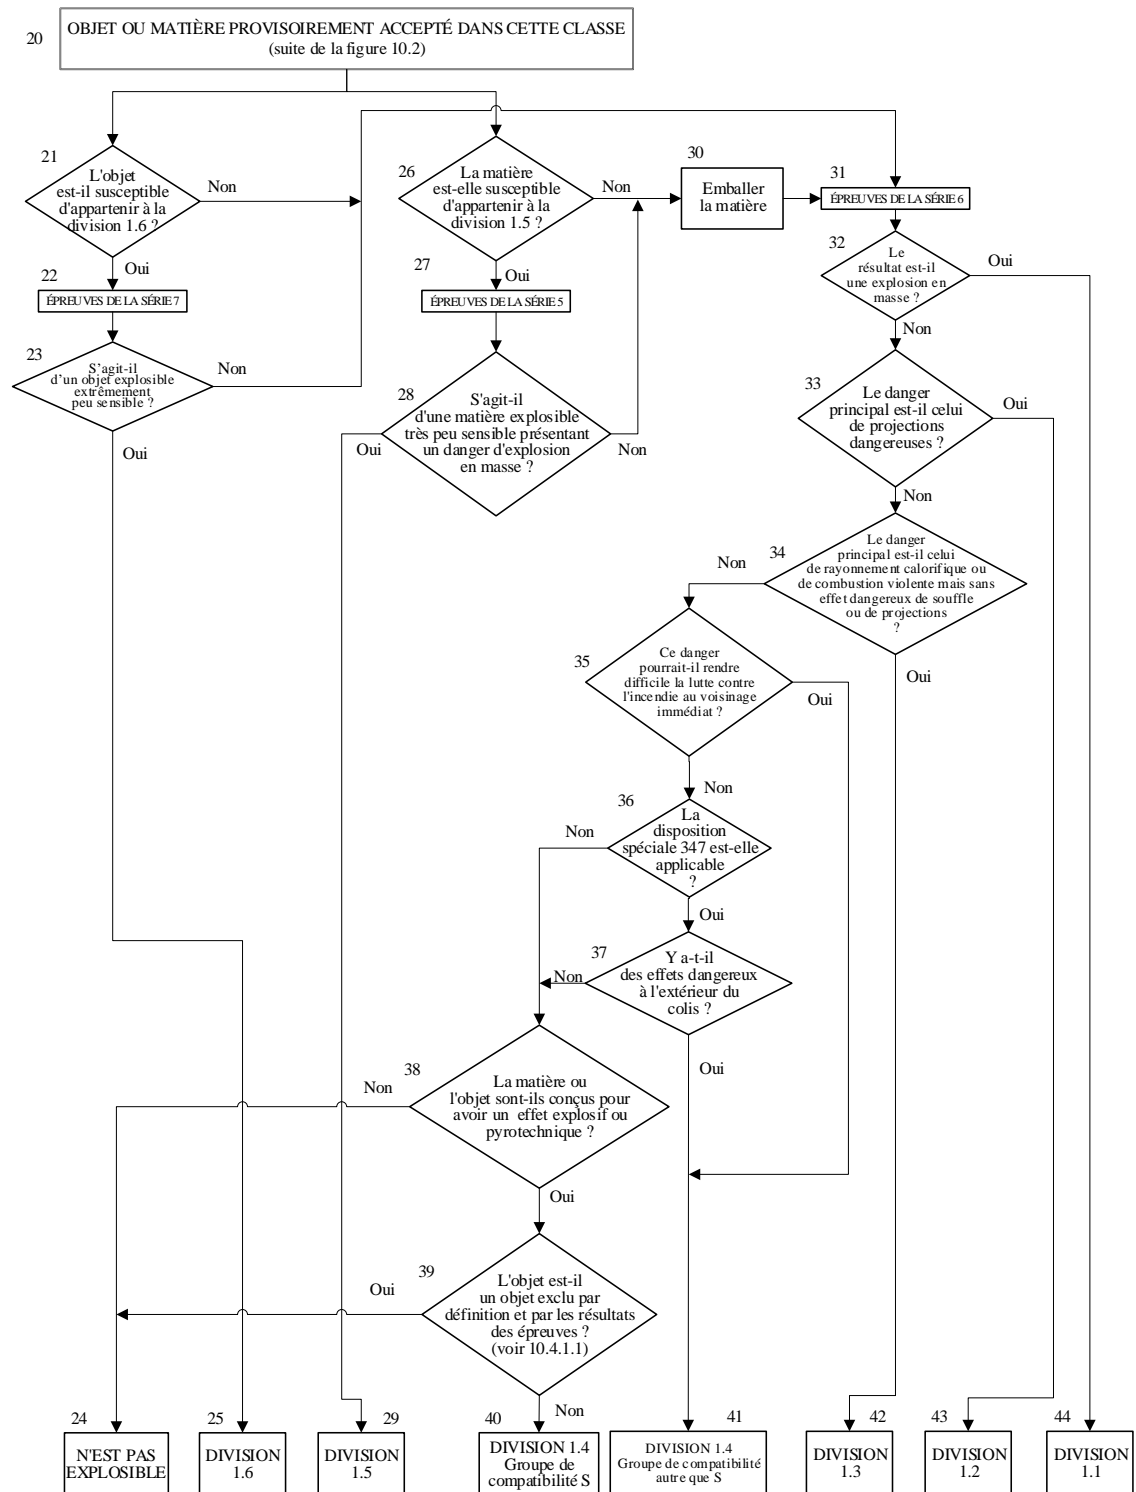 20
OBJET OU MATIÈRE PROVISOIREMENT ACCEPTÉ DANS CETTE CLASSE
(suite de la figure 10.2)
21
L'objet
est-il susceptible
d'appartenir à la
division 1.6 ?
Non
Oui
22
ÉPREUVES DE LA SÉRIE 7
23
S’agit-il
d’un objet explosible
extrêmement
peu sensible ?
Non
Oui
26
La matière
est-elle susceptible
d'appartenir à la
division 1.5 ?
Non
Oui
27
ÉPREUVES DE LA SÉRIE 5
28
S'agit-il
d'une matière explosible
très peu sensible présentant
un danger d'explosion
en masse ?
Oui
Non
30
Emballer
la matière
31
ÉPREUVES DE LA SÉRIE 6
32
Le
résultat est-il
une explosion en
masse ?
Oui
Non
33
Le danger
principal est-il celui
de projections
dangereuses ?
Oui
Non
34
Le danger
principal est-il celui
de rayonnement calorifique ou
de combustion violente mais sans
effet dangereux de souffle
ou de projections
?
Non
Oui
35
Ce danger
pourrait-il rendre
difficile la lutte contre
l'incendie au voisinage
immédiat ?
Oui
Non
36
La
disposition
spéciale 347 est-elle
applicable
?
Non
Oui
37
Y a-t-il
des effets dangereux
à l'extérieur du
colis ?
Non
Oui
38
La matière ou
l'objet sont-ils conçus pour
avoir un effet explosif ou
pyrotechnique ?
Non
Oui
39
L'objet est-il
un objet exclu par
définition et par les résultats
des épreuves ?
(voir 10.4.1.1)
Oui
Non
24
N'EST PAS
EXPLOSIBLE
25
DIVISION
1.6
29
DIVISION
1.5
40
DIVISION 1.4
Groupe de
compatibilité S
41
DIVISION 1.4
Groupe de compatibilité
autre que S
42
DIVISION
1.3
43
DIVISION
1.2
44
DIVISION
1.1